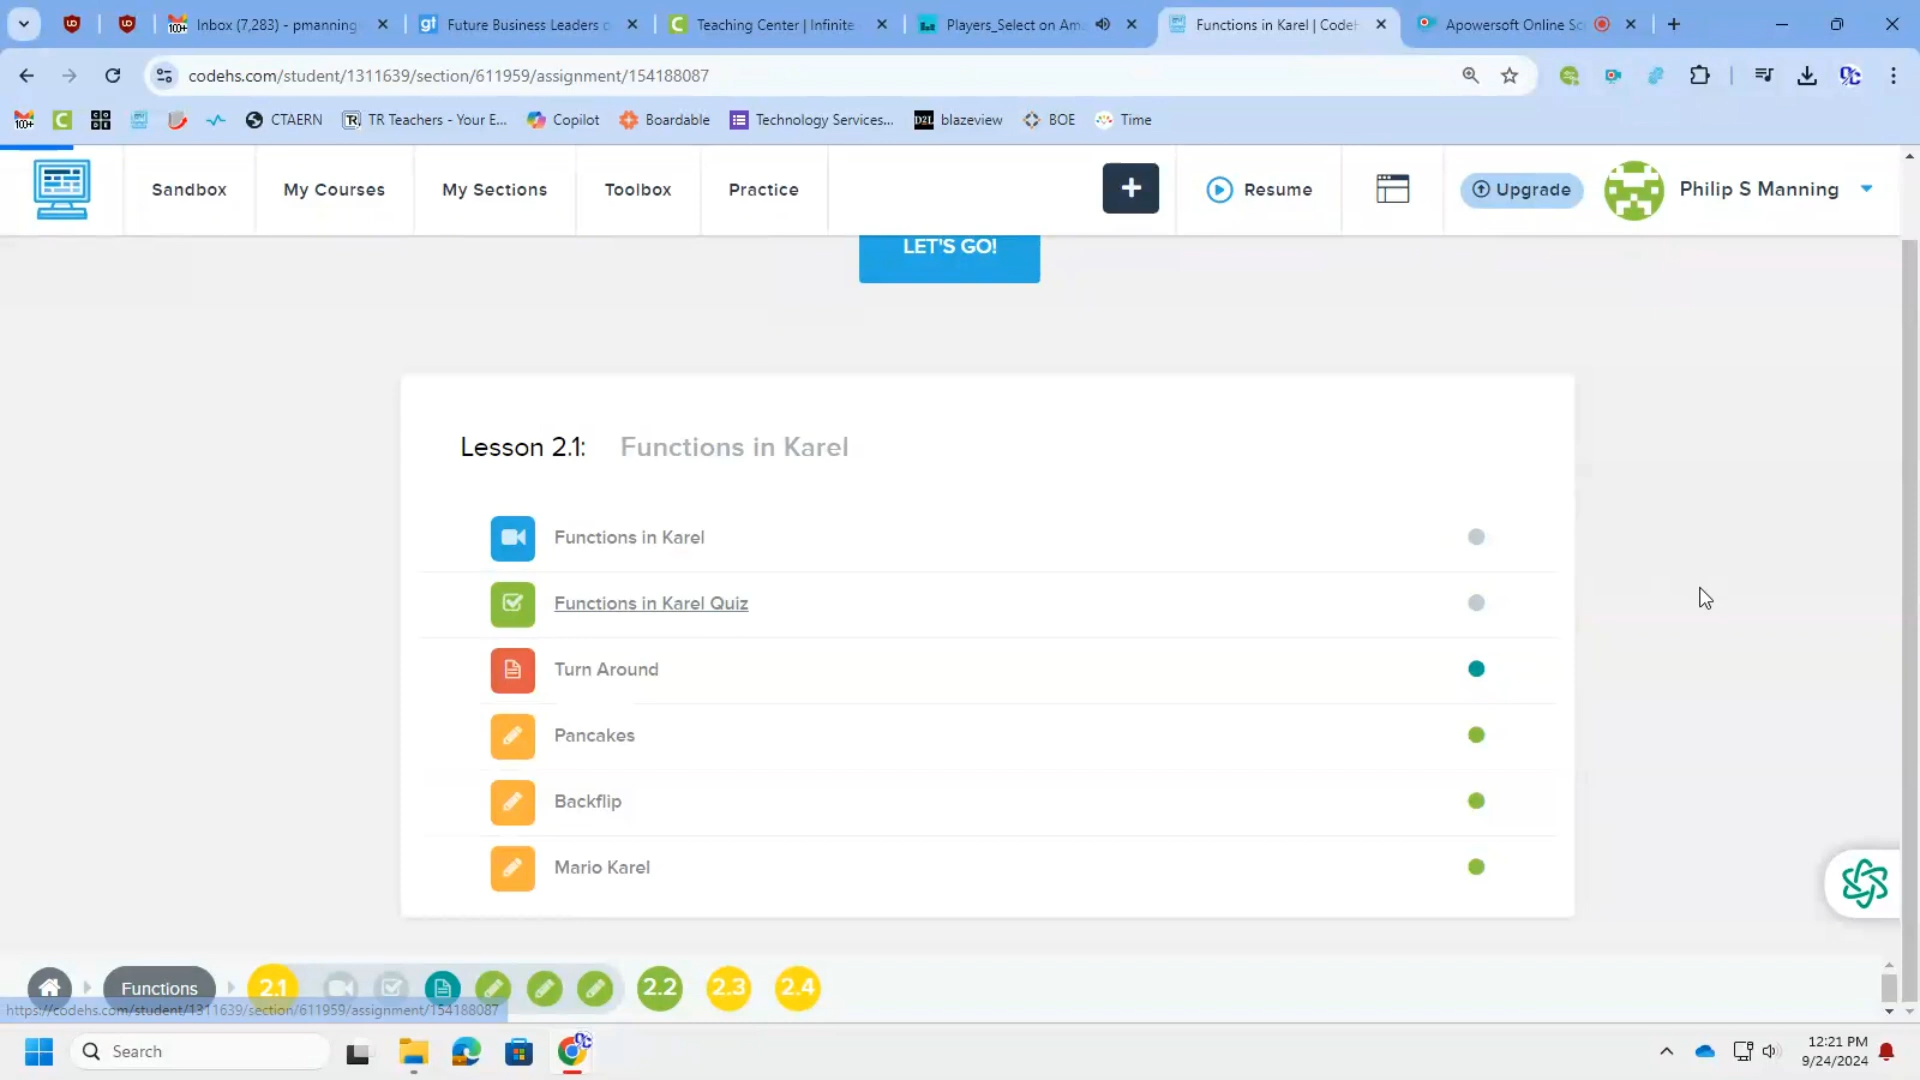 Inbox (7,283) - pmanning
Future Business Leaders o
Teaching Center | Infinite
Players_Select on Ama
Functions in Karel | CodeH
Apowersoft Online Scr
codehs.com/student/1311639/section/611959/assignment/154188087
CTAERN
TR Teachers - Your E...
Copilot
Boardable
Technology Services...
D2L blazeview
BOE
Time
Sandbox
My Courses
My Sections
Toolbox
Practice
Resume
Upgrade
Philip S Manning
LET'S GO!
Lesson 2.1: Functions in Karel
Functions in Karel
Functions in Karel Quiz
Turn Around
Pancakes
Backflip
Mario Karel
Functions
2.1
2.2
2.3
2.4
https://codehs.com/student/1311639/section/611959/assignment/154188087
Search
12:21 PM
9/24/2024